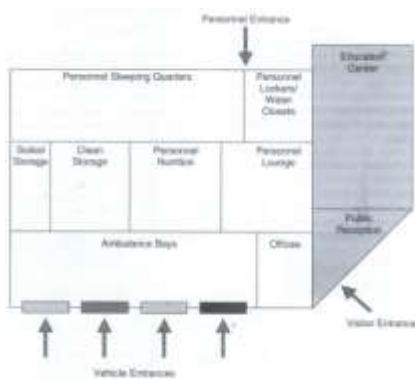 Personnel Entrance
Education
Center
Personnel Sleeping Quarters
Personnel
Lockers/
Water
Closets
Soiled
Storage
Clean
Storage
Personnel
Nutrition
Personnel
Lounge
Public
Reception
Ambulance Bays
Offices
Visitor Entrance
Vehicle Entrances